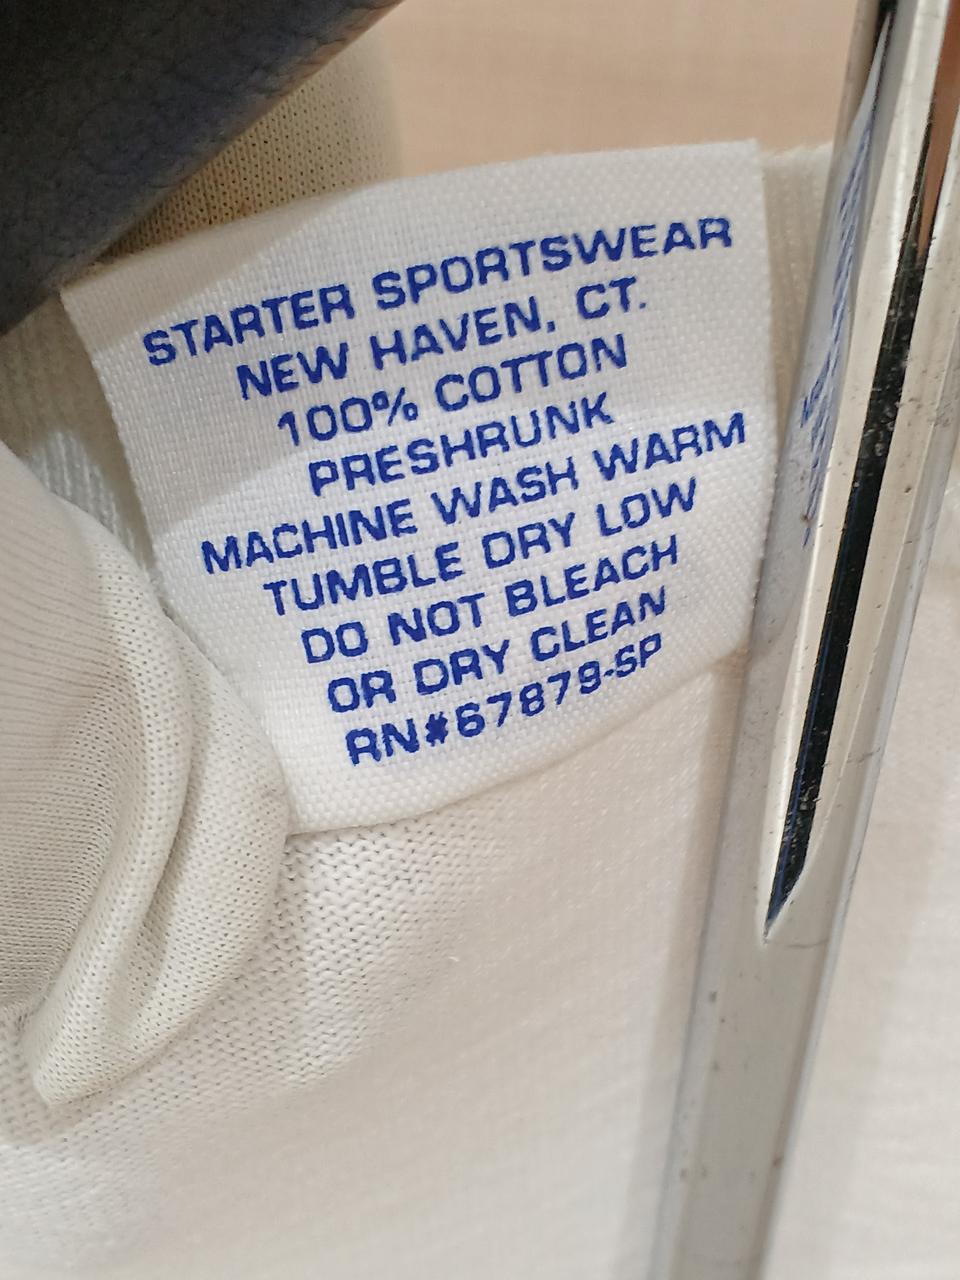 STARTER SPORTSWEAR
NEW HAVEN, CT.
100% COTTON
PRESHRUNK
MACHINE WASH WARM
TUMBLE DRY LOW
DO NOT BLEACH
OR DRY CLEAN
RN#67879-SP